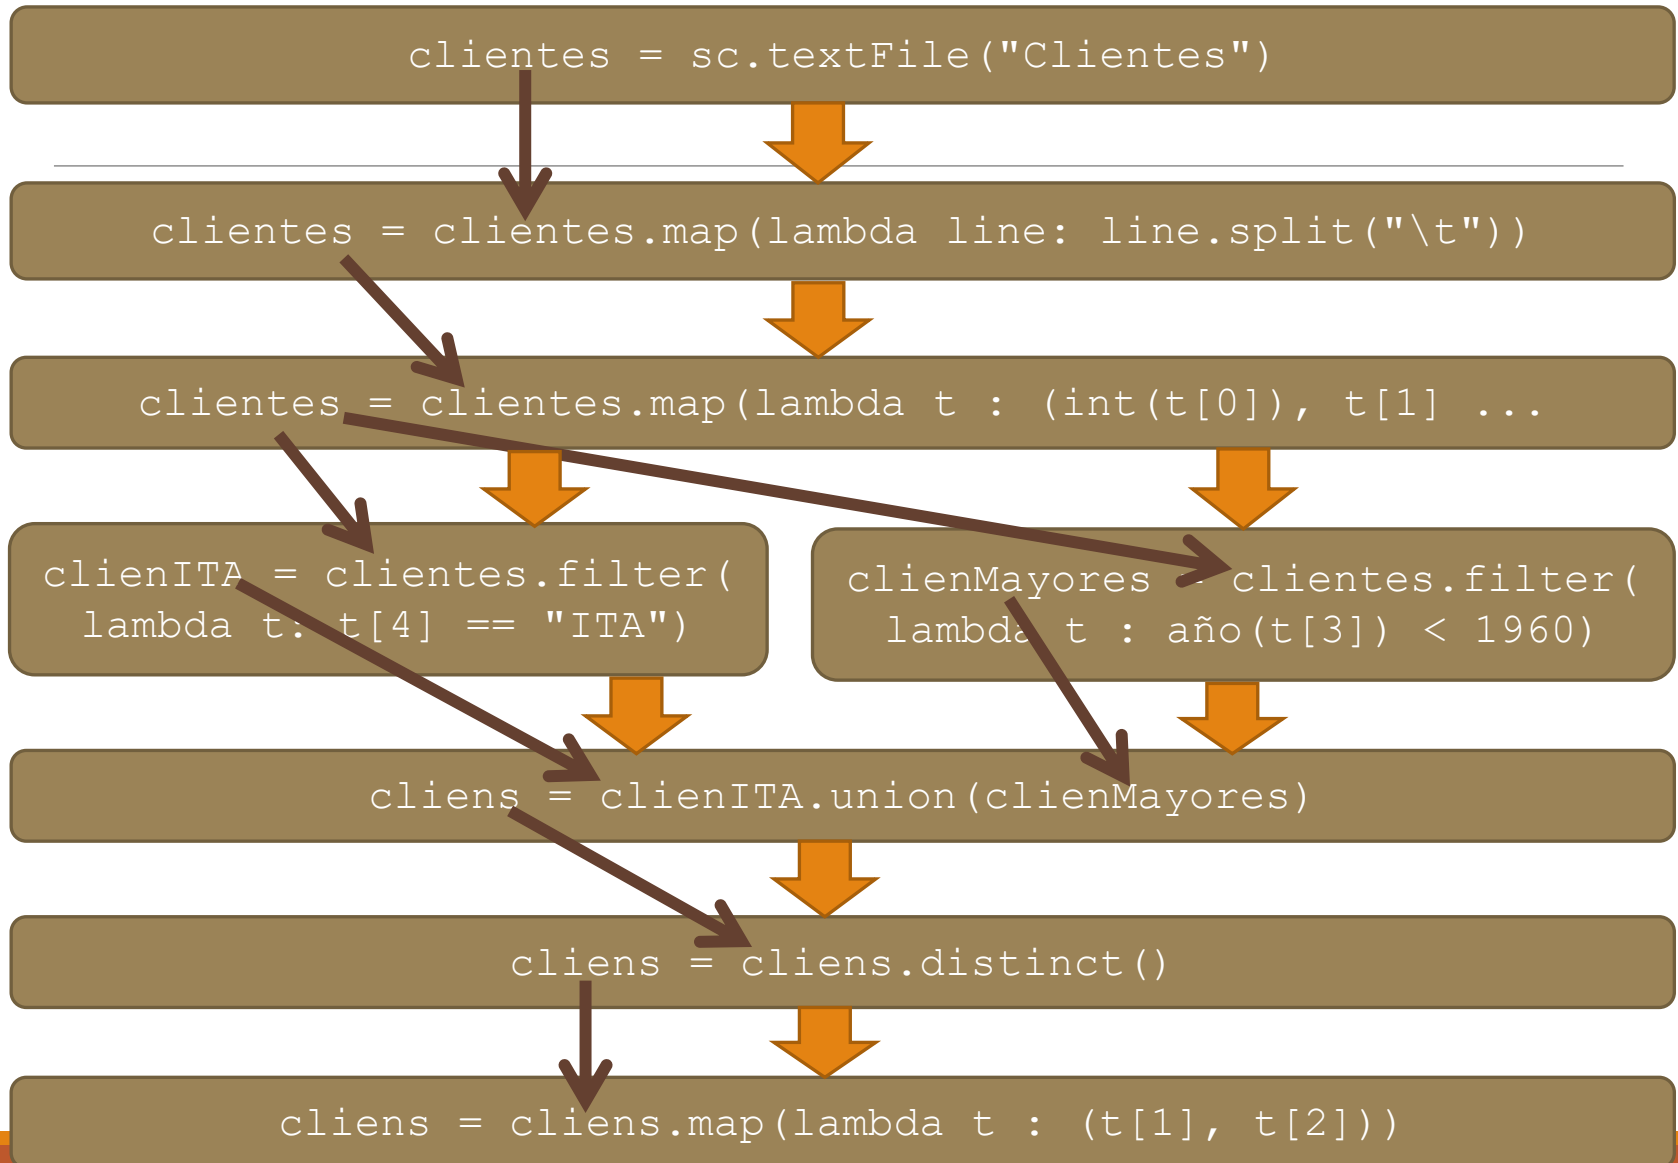 clientes = sc.textFile("Clientes")
clientes = clientes.map(lambda line: line.split("\t"))
clientes = clientes.map(lambda t : (int(t[0]), t[1] ...
clienITA = clientes.filter(
lambda t: t[4] == "ITA")
clienMayores = clientes.filter(
lambda t : año(t[3]) < 1960)
cliens = clienITA.union(clienMayores)
cliens = cliens.distinct()
cliens = cliens.map(lambda t : (t[1], t[2]))